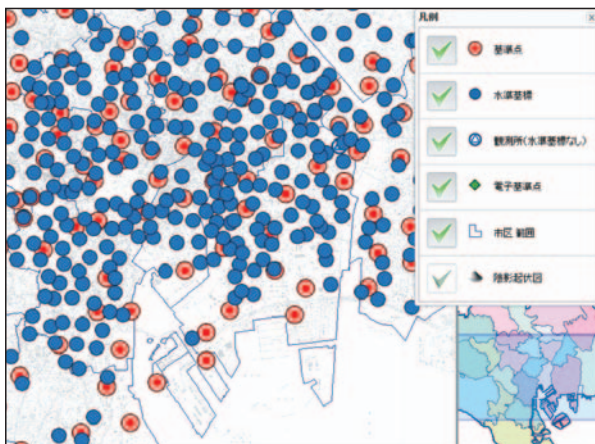 凡例
基準点
水準基標
観測所(水準基標なし)
電子基準点
市区 範囲
陰影起伏図